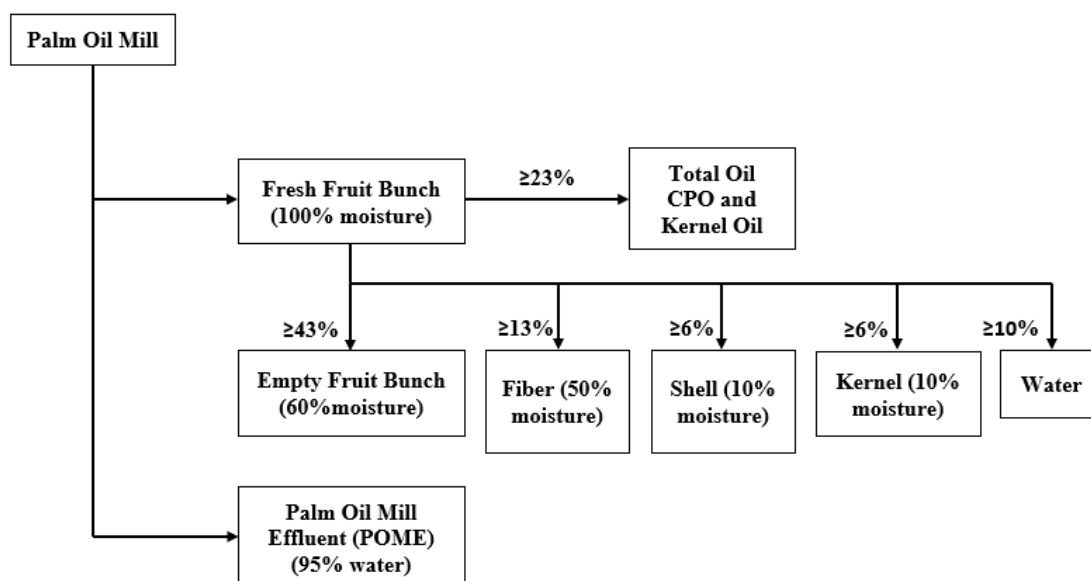 Palm Oil Mill
≥23%
Fresh Fruit Bunch
(100% moisture)
Total Oil
CPO and
Kernel Oil
≥43%
≥13%
≥6%
≥6%
≥10%
Empty Fruit Bunch
(60%moisture)
Fiber (50%
moisture)
Shell (10%
moisture)
Kernel (10%
moisture)
Water
Palm Oil Mill
Effluent (POME)
(95% water)